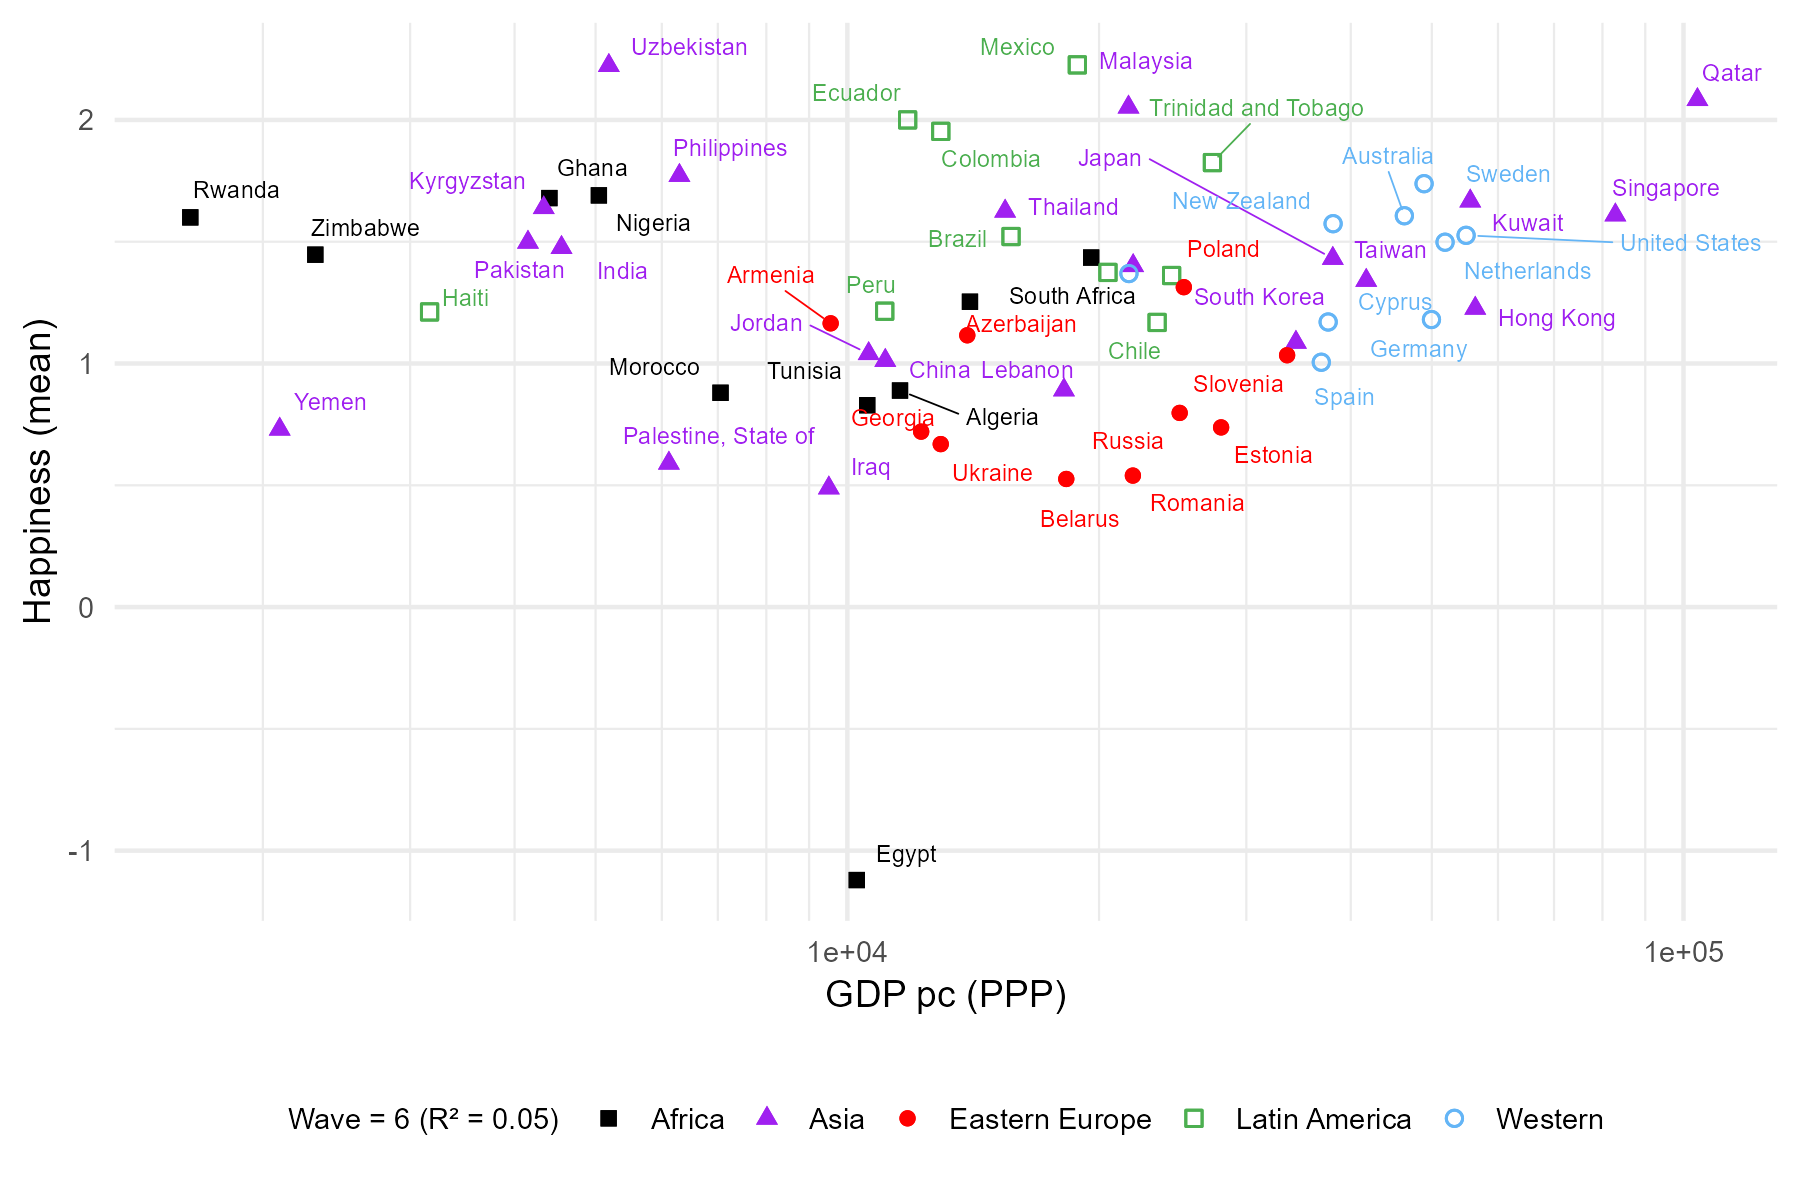 Uzbekistan
Mexico
Malaysia
Qatar
Ecuador
Trinidad and Tobago
2
Philippines
Colombia
Japan
Australia
Ghana
Kyrgyzstan
Sweden
Rwanda
Singapore
New Zealand
Thailand
Zimbabwe
Nigeria
Kuwait
Brazil
Poland
Taiwan
United States
Pakistan
India
Armenia
Netherlands
Haiti
Peru
South Africa
South Korea
Cyprus
Jordan
Azerbaijan
Hong Kong
Chile
Germany
1
Morocco
Tunisia
China
Lebanon
Slovenia
Spain
Yemen
Georgia
Algeria
Palestine, State of
Russia
Estonia
Iraq
Ukraine
Romania
Belarus
0
-1
Egypt
Happiness (mean)
1e+04
1e+05
GDP pc (PPP)
Wave = 6 (R² = 0.05)
Africa
Asia
Eastern Europe
Latin America
Western